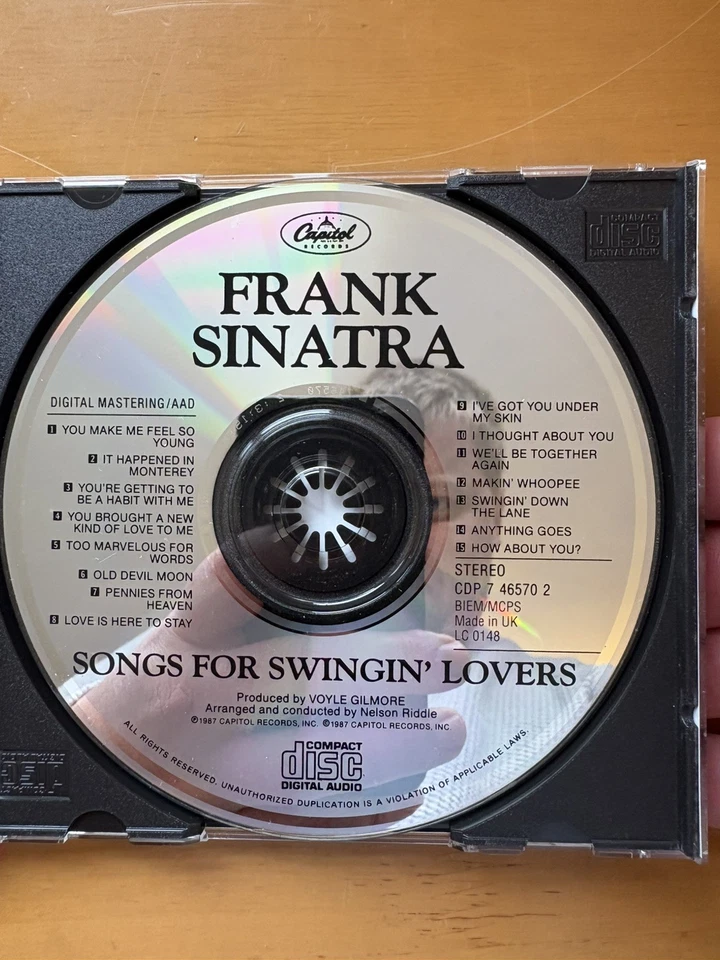 Capitol
RECORDS
FRANK
SINATRA
COMPACT
disc
DIGITAL AUDIO
DIGITAL MASTERING/AAD
1 YOU MAKE ME FEEL SO
YOUNG
2 IT HAPPENED IN
MONTEREY
3 YOU'RE GETTING TO
BE A HABIT WITH ME
4 YOU BROUGHT A NEW
KIND OF LOVE TO ME
5 TOO MARVELOUS FOR
WORDS
6 OLD DEVIL MOON
7 PENNIES FROM
HEAVEN
8 LOVE IS HERE TO STAY
9 I'VE GOT YOU UNDER
MY SKIN
10 I THOUGHT ABOUT YOU
11 WE'LL BE TOGETHER
AGAIN
12 MAKIN' WHOOPEE
13 SWINGIN' DOWN
THE LANE
14 ANYTHING GOES
15 HOW ABOUT YOU?
STEREO
CDP 7 46570 2
BIEM/MCPS
Made in UK
LC 0148
SONGS FOR SWINGIN' LOVERS
Produced by VOYLE GILMORE
Arranged and conducted by Nelson Riddle
℗1987 CAPITOL RECORDS, INC. ©1987 CAPITOL RECORDS, INC.
COMPACT
disc
DIGITAL AUDIO
ALL RIGHTS RESERVED. UNAUTHORIZED DUPLICATION IS A VIOLATION OF APPLICABLE LAWS.